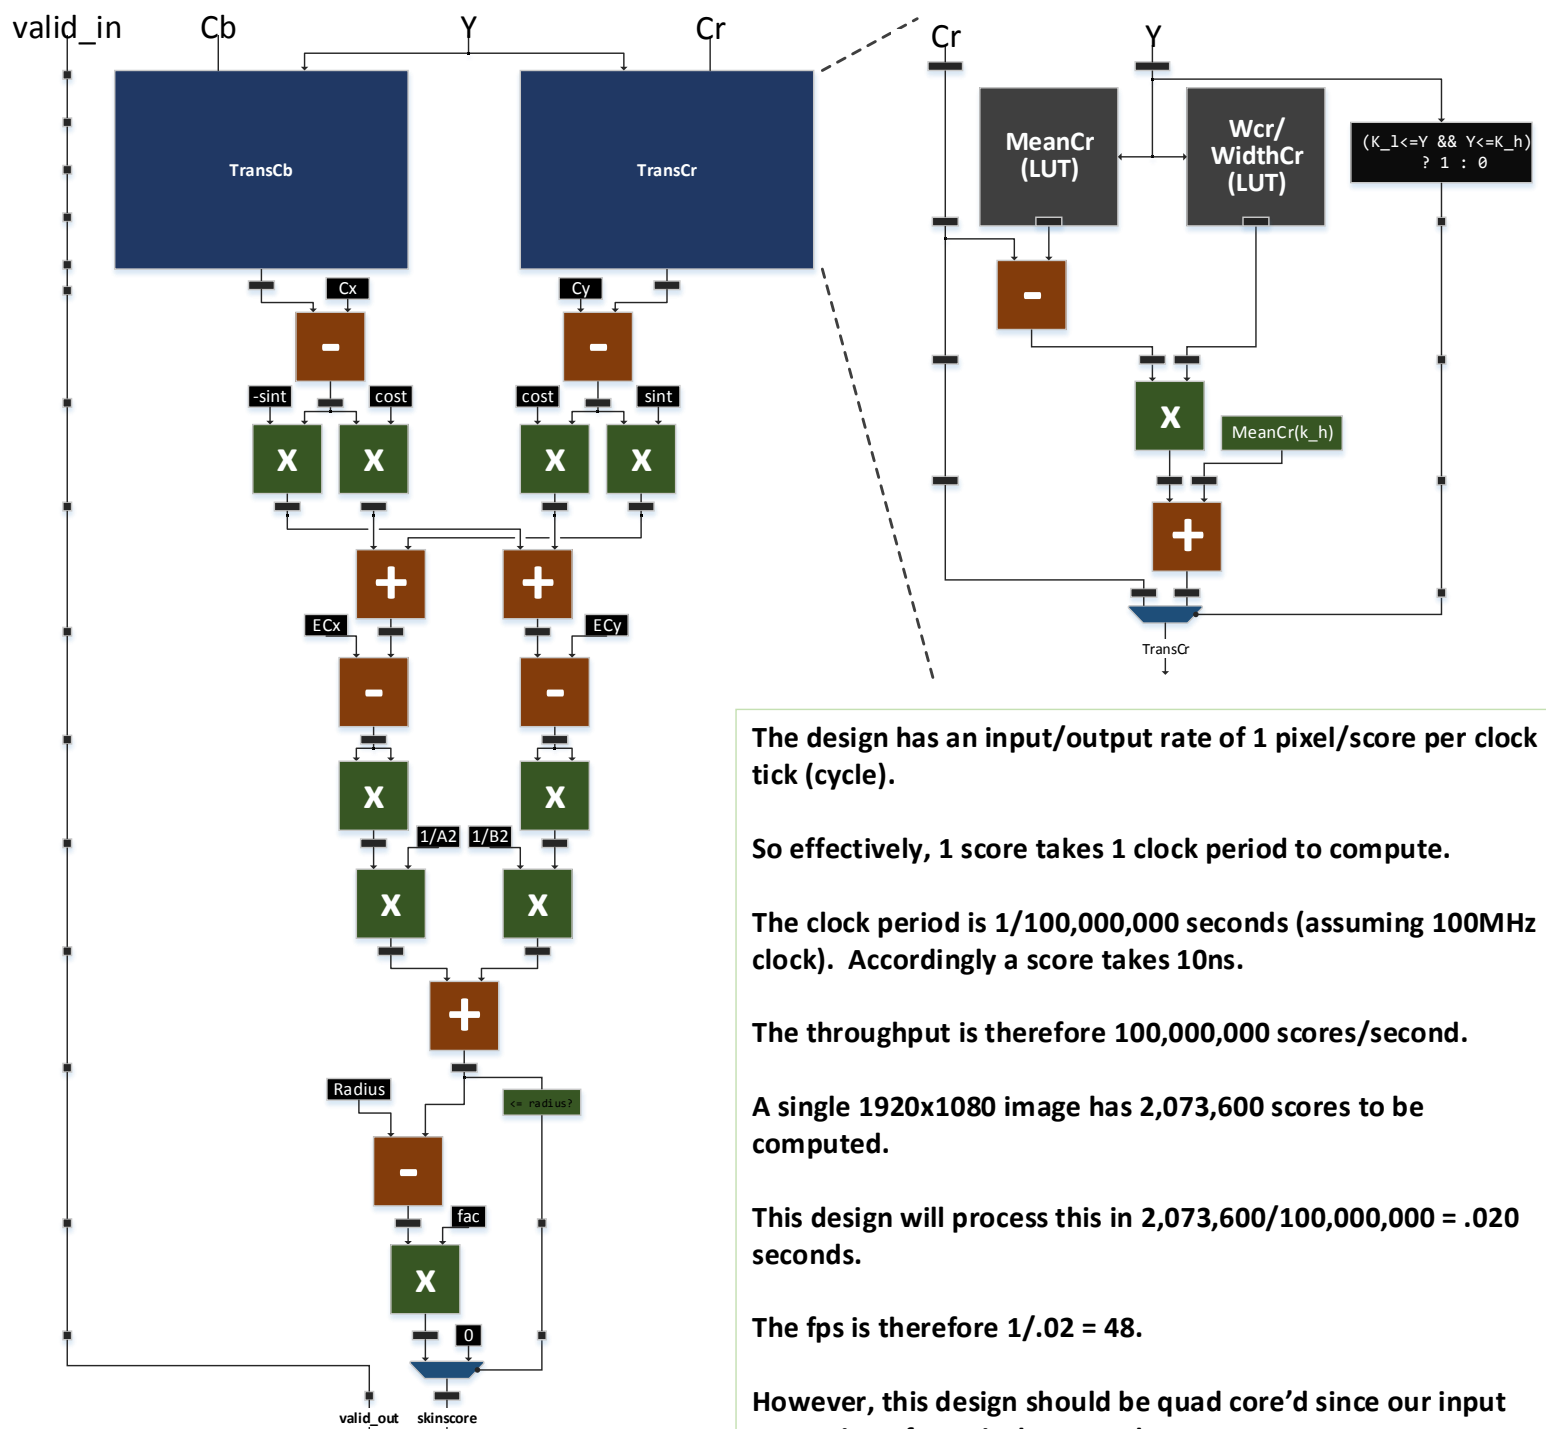 valid_in
Cb
Y
Cr
TransCb
TransCr
Cx
Cy
-
-
-sint
cost
cost
sint
x
x
x
x
+
+
ECx
ECy
-
-
x
x
1/A2
1/B2
x
x
+
Radius
<= radius?
-
fac
x
0
valid_out
skinscore
Cr
Y
MeanCr
(LUT)
Wcr/
WidthCr
(LUT)
(K_l<=Y && Y<=K_h)
? 1 : 0
-
x
MeanCr(k_h)
+
TransCr
The design has an input/output rate of 1 pixel/score per clock
tick (cycle).
So effectively, 1 score takes 1 clock period to compute.
The clock period is 1/100,000,000 seconds (assuming 100MHz
clock). Accordingly a score takes 10ns.
The throughput is therefore 100,000,000 scores/second.
A single 1920x1080 image has 2,073,600 scores to be
computed.
This design will process this in 2,073,600/100,000,000 = .020
seconds.
The fps is therefore 1/.02 = 48.
However, this design should be quad core’d since our input